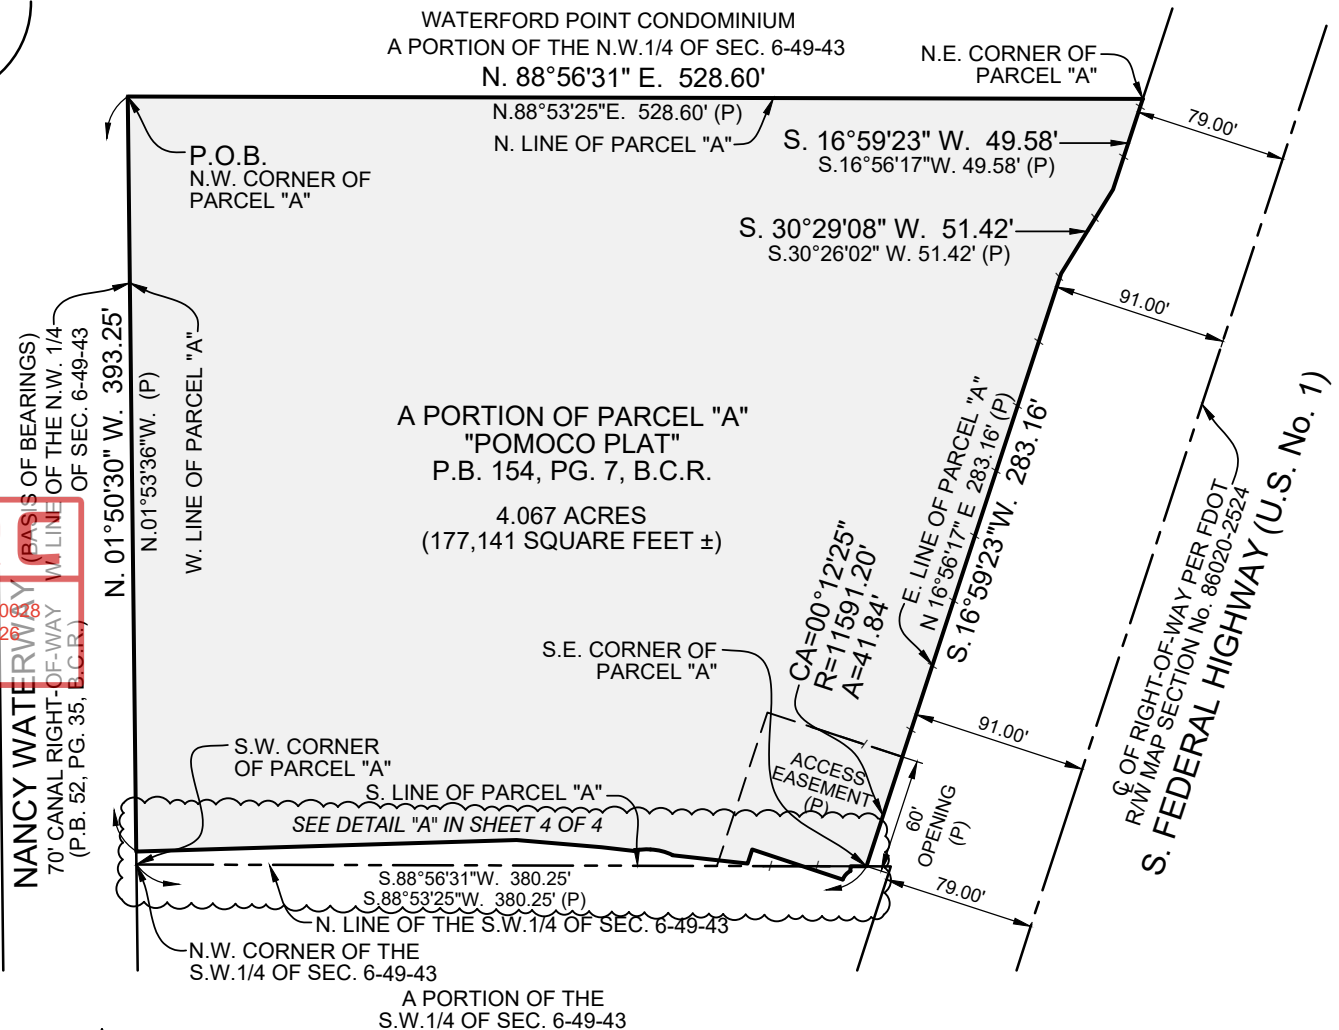 WATERFORD POINT CONDOMINIUM
A PORTION OF THE N.W.1/4 OF SEC. 6-49-43
N. 88°56'31" E. 528.60'
N.88°53'25"E. 528.60' (P)
N. LINE OF PARCEL "A"
N.E. CORNER OF
PARCEL "A"
79.00'
S. 16°59'23" W. 49.58'
S.16°56'17"W. 49.58' (P)
P.O.B.
N.W. CORNER OF
PARCEL "A"
S. 30°29'08" W. 51.42'
S.30°26'02" W. 51.42' (P)
91.00'
NANCY WATERWAY
70' CANAL RIGHT-OF-WAY
(P.B. 52, PG. 35, B.C.R.)
(BASIS OF BEARINGS)
W. LINE OF THE N.W. 1/4
OF SEC. 6-49-43
N. 01°50'30" W. 393.25'
N.01°53'36"W. (P)
W. LINE OF PARCEL "A"
A PORTION OF PARCEL "A"
"POMOCO PLAT"
P.B. 154, PG. 7, B.C.R.
4.067 ACRES
(177,141 SQUARE FEET ±)
E. LINE OF PARCEL "A"
N 16°56'17" E 283.16' (P)
S. 16°59'23"W. 283.16'
℄ OF RIGHT-OF-WAY PER FDOT
R/W MAP SECTION No. 86020-2524
S. FEDERAL HIGHWAY (U.S. No. 1)
0028
26
CA=00°12'25"
R=11591.20'
A=41.84'
S.E. CORNER OF
PARCEL "A"
91.00'
S.W. CORNER
OF PARCEL "A"
S. LINE OF PARCEL "A"
ACCESS
EASEMENT
(P)
60'
OPENING
(P)
SEE DETAIL "A" IN SHEET 4 OF 4
S.88°56'31"W. 380.25'
S.88°53'25"W. 380.25' (P)
79.00'
N. LINE OF THE S.W.1/4 OF SEC. 6-49-43
N.W. CORNER OF THE
S.W.1/4 OF SEC. 6-49-43
A PORTION OF THE
S.W.1/4 OF SEC. 6-49-43